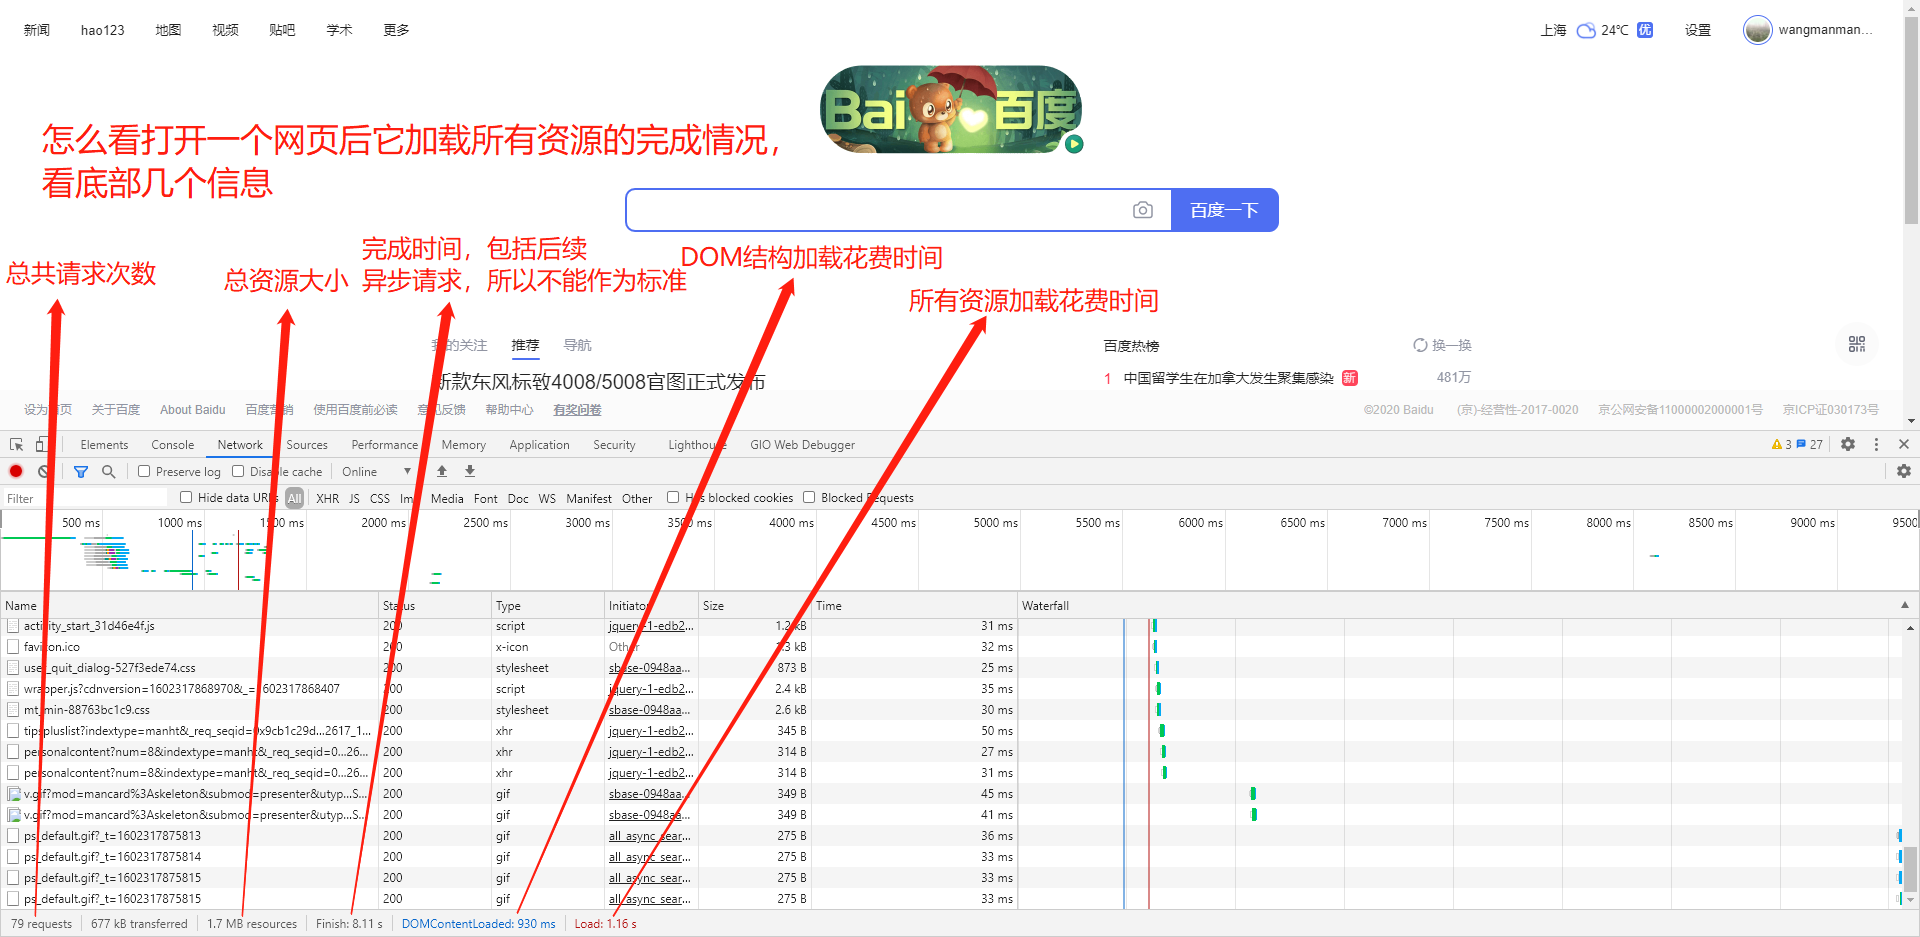 新闻 hao123 地图 视频 贴吧 学术 更多 上海 24℃ 优 设置 wangmanman...
Bai 百度
怎么看打开一个网页后它加载所有资源的完成情况，
看底部几个信息
百度一下
总共请求次数
总资源大小
完成时间，包括后续
异步请求，所以不能作为标准
DOM结构加载花费时间
所有资源加载花费时间
我的关注 推荐 导航 百度热榜 换一换
新款东风标致4008/5008官图正式发布
1 中国留学生在加拿大发生聚集感染 新 481万
设为首页 关于百度 About Baidu 百度营销 使用百度前必读 意见反馈 帮助中心 有奖问卷 ©2020 Baidu (京)-经营性-2017-0020 京公网安备11000002000001号 京ICP证030173号
Elements Console Network Sources Performance Memory Application Security Lighthouse GIO Web Debugger 3 27
Preserve log Disable cache Online
Filter Hide data URLs All XHR JS CSS Img Media Font Doc WS Manifest Other Has blocked cookies Blocked Requests
500 ms 1000 ms 1500 ms 2000 ms 2500 ms 3000 ms 3500 ms 4000 ms 4500 ms 5000 ms 5500 ms 6000 ms 6500 ms 7000 ms 7500 ms 8000 ms 8500 ms 9000 ms 9500
Name Status Type Initiator Size Time Waterfall
activity_start_31d46e4f.js 200 script jquery-1-edb2... 1.2 kB 31 ms
favicon.ico 200 x-icon Other 1.3 kB 32 ms
user_quit_dialog-527f3ede74.css 200 stylesheet sbase-0948aa... 873 B 25 ms
wrapper.js?cdnversion=1602317868970&_=1602317868407 200 script jquery-1-edb2... 2.4 kB 35 ms
mt_min-88763bc1c9.css 200 stylesheet sbase-0948aa... 2.6 kB 30 ms
tipspluslist?indextype=manht&_req_seqid=0x9cb1c29d...2617_1... 200 xhr jquery-1-edb2... 345 B 50 ms
personalcontent?num=8&indextype=manht&_req_seqid=0...26... 200 xhr jquery-1-edb2... 314 B 27 ms
personalcontent?num=8&indextype=manht&_req_seqid=0...26... 200 xhr jquery-1-edb2... 314 B 31 ms
v.gif?mod=mancard%3Askeleton&submod=presenter&utyp...S... 200 gif sbase-0948aa... 349 B 45 ms
v.gif?mod=mancard%3Askeleton&submod=presenter&utyp...S... 200 gif sbase-0948aa... 349 B 41 ms
ps_default.gif?_t=1602317875813 200 gif all_async_sear... 275 B 36 ms
ps_default.gif?_t=1602317875814 200 gif all_async_sear... 275 B 33 ms
ps_default.gif?_t=1602317875815 200 gif all_async_sear... 275 B 33 ms
ps_default.gif?_t=1602317875815 200 gif all_async_sear... 275 B 33 ms
79 requests 677 kB transferred 1.7 MB resources Finish: 8.11 s DOMContentLoaded: 930 ms Load: 1.16 s